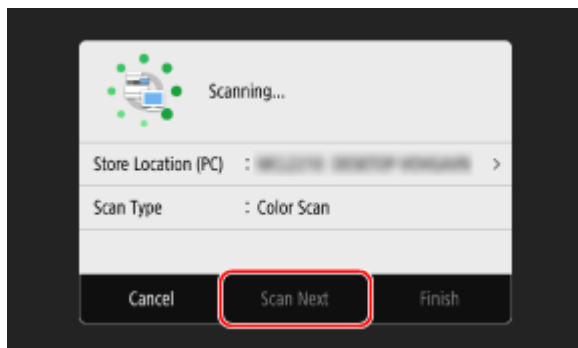 Scanning...
Store Location (PC) : >
Scan Type : Color Scan
Cancel Scan Next Finish